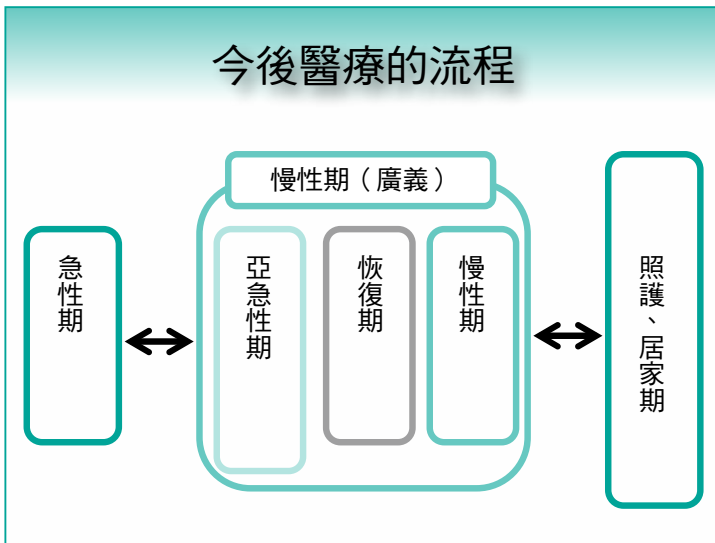 今後醫療的流程
慢性期（廣義）
急性期
亞急性期
恢復期
慢性期
照護、居家期